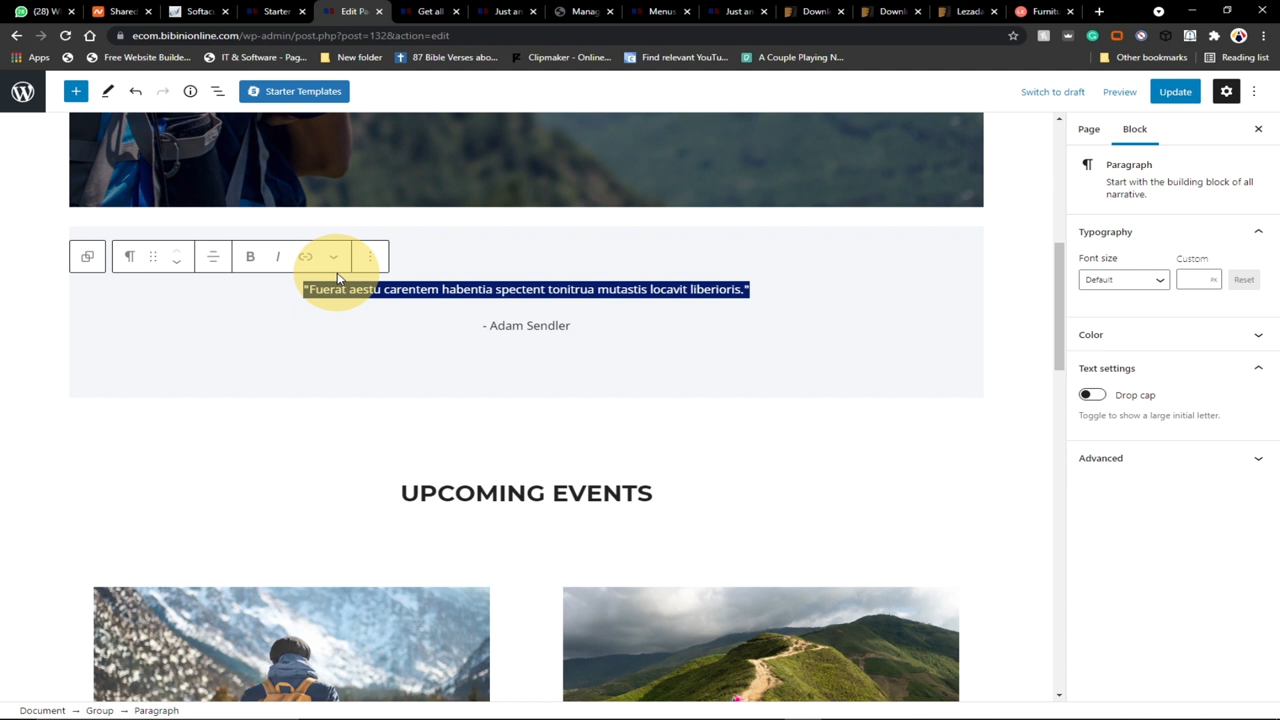 (28) W
Shared
Softacu
Starter
Edit Pa
Get all
Just an
Manag
Menus
Just an
Downl
Downl
Lezada
Furnitu
ecom.bibinionline.com/wp-admin/post.php?post=132&action=edit
Apps
Free Website Builde...
IT & Software - Pag...
New folder
87 Bible Verses abo...
Clipmaker - Online...
Find relevant YouTu...
A Couple Playing N...
Other bookmarks
Reading list
Starter Templates
Switch to draft
Preview
Update
Page
Block
Paragraph
Start with the building block of all
narrative.
Typography
Font size
Custom
Default
PX
Reset
Color
Text settings
Drop cap
Toggle to show a large initial letter.
Advanced
B I
"Fuerat aestu carentem habentia spectent tonitrua mutastis locavit liberioris."
- Adam Sendler
UPCOMING EVENTS
Document → Group → Paragraph